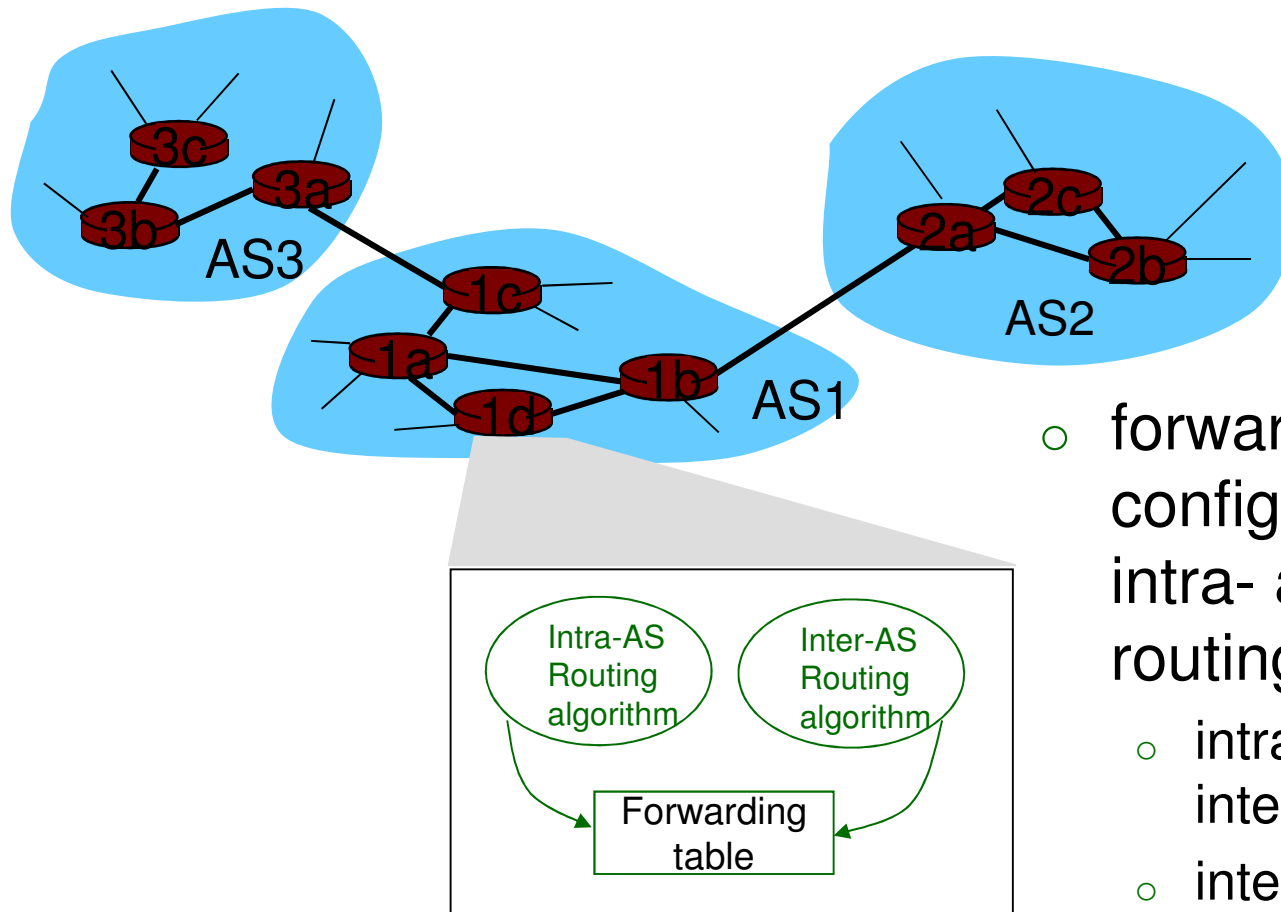 3c
3a
3b
AS3
2c
2a
2b
AS2
1c
1a
1b
1d
AS1
Intra-AS
Routing
algorithm
Inter-AS
Routing
algorithm
Forwarding
table
config
intra-
routing